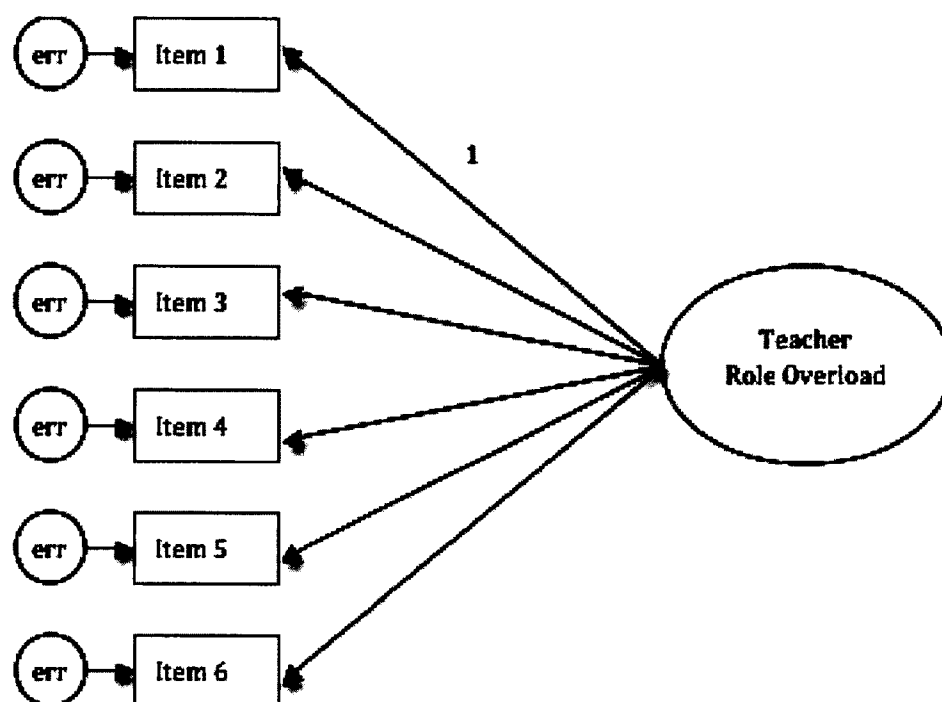 err Item 1
1
err Item 2
err Item 3
Teacher
Role Overload
err Item 4
err Item 5
err Item 6